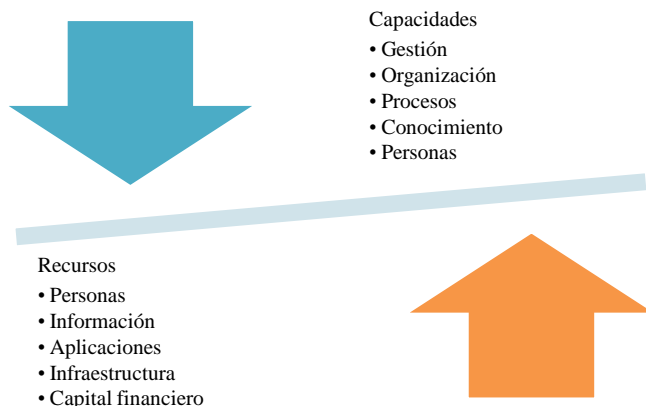 Capacidades
• Gestión
• Organización
• Procesos
• Conocimiento
• Personas
Recursos
• Personas
• Información
• Aplicaciones
• Infraestructura
• Capital financiero